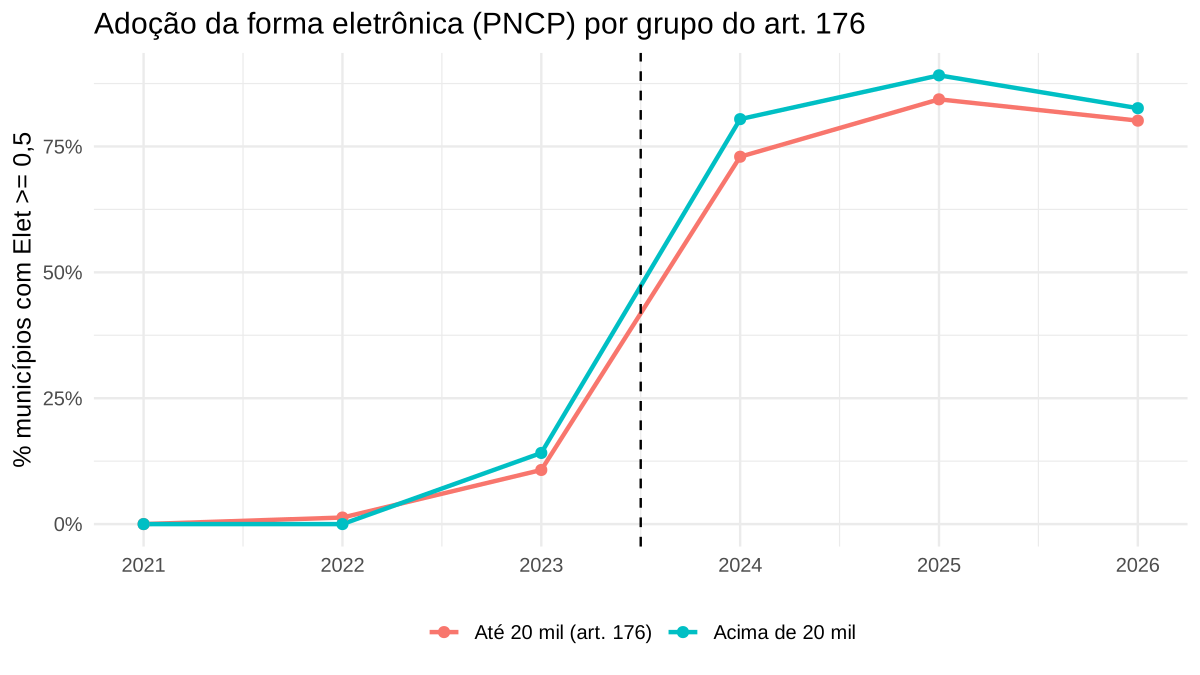 Adoção da forma eletrônica (PNCP) por grupo do art. 176
% municípios com Elet >= 0,5
75%
50%
25%
0%
2021 2022 2023 2024 2025 2026
Até 20 mil (art. 176) Acima de 20 mil